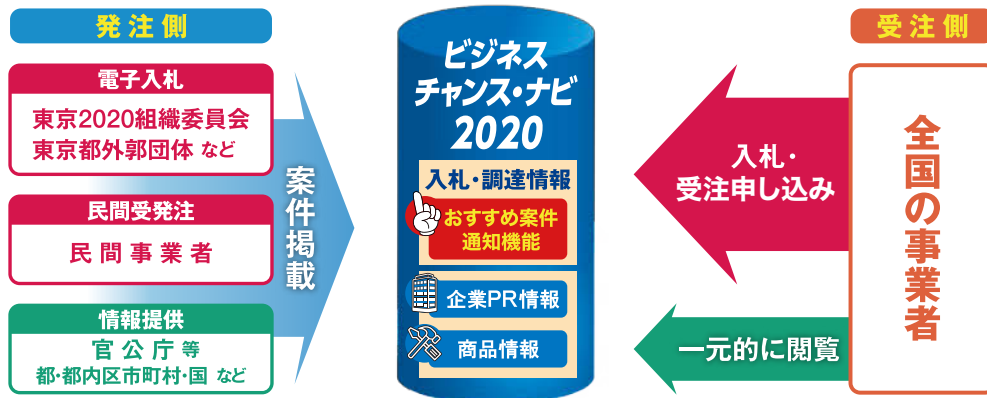 発注側
電子入札
東京2020組織委員会
東京都外郭団体 など
民間受発注
民間事業者
情報提供
官公庁 等
都・都内区市町村・国 など
案件掲載
ビジネス
チャンス・ナビ
2020
入札・調達情報
おすすめ案件
通知機能
企業PR情報
商品情報
入札・
受注申し込み
一元的に閲覧
受注側
全国の事業者